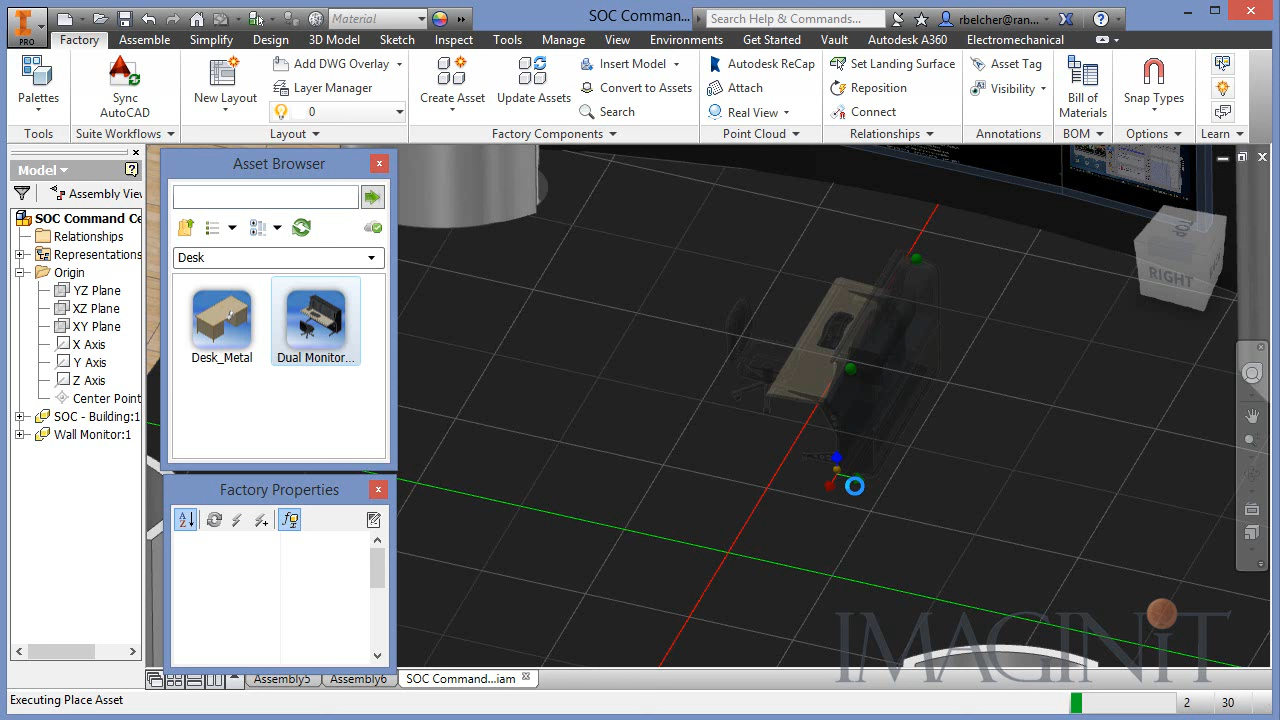 PRO
Material
SOC Comman...
Search Help & Commands...
rbelcher@ran...
Factory Assemble Simplify Design 3D Model Sketch Inspect Tools Manage View Environments Get Started Vault Autodesk A360 Electromechanical
Palettes
Tools
Sync AutoCAD
Suite Workflows
New Layout
Add DWG Overlay
Layer Manager
0
Layout
Create Asset
Update Assets
Insert Model
Convert to Assets
Search
Factory Components
Autodesk ReCap
Attach
Real View
Point Cloud
Set Landing Surface
Reposition
Connect
Relationships
Asset Tag
Visibility
Annotations
Bill of Materials
BOM
Snap Types
Options
Learn
Model
Assembly View
SOC Command Ce
Relationships
Representations
Origin
YZ Plane
XZ Plane
XY Plane
X Axis
Y Axis
Z Axis
Center Point
SOC - Building:1
Wall Monitor:1
Asset Browser
Desk
Desk_Metal
Dual Monitor...
Factory Properties
TOP
RIGHT
IMAGINiT
Assembly5 Assembly6 SOC Command...iam
Executing Place Asset
2 30